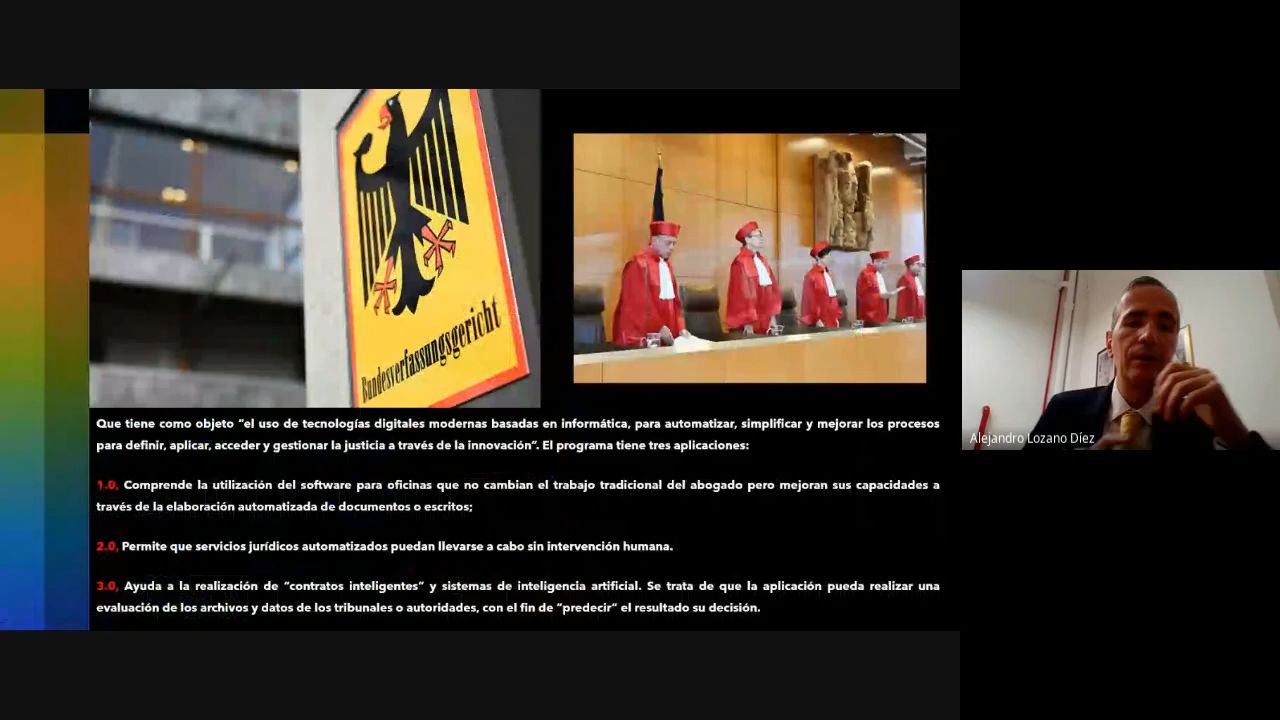 Bundesverfassungsgericht
Que tiene como objeto “el uso de tecnologías digitales modernas basadas en informática, para automatizar, simplificar y mejorar los procesos
para definir, aplicar, acceder y gestionar la justicia a través de la innovación”. El programa tiene tres aplicaciones:
1.0, Comprende la utilización del software para oficinas que no cambian el trabajo tradicional del abogado pero mejoran sus capacidades a
través de la elaboración automatizada de documentos o escritos;
2.0, Permite que servicios jurídicos automatizados puedan llevarse a cabo sin intervención humana.
3.0, Ayuda a la realización de “contratos inteligentes” y sistemas de inteligencia artificial. Se trata de que la aplicación pueda realizar una
evaluación de los archivos y datos de los tribunales o autoridades, con el fin de “predecir” el resultado su decisión.
Alejandro Lozano Díez